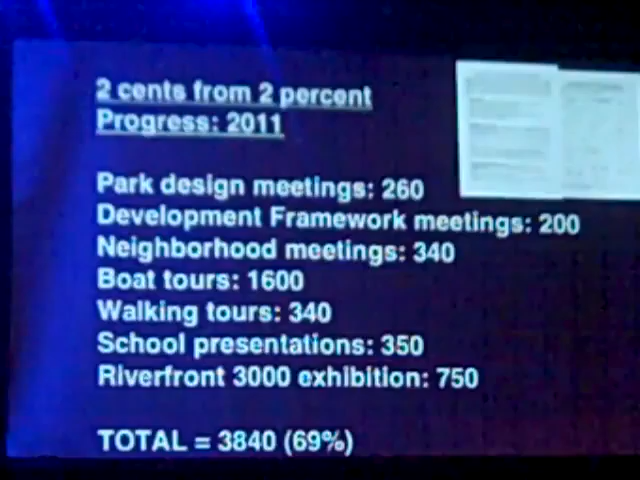 2 cents from 2 percent
Progress: 2011
Park design meetings: 260
Development Framework meetings: 200
Neighborhood meetings: 340
Boat tours: 1600
Walking tours: 340
School presentations: 350
Riverfront 3000 exhibition: 750
TOTAL = 3840 (69%)